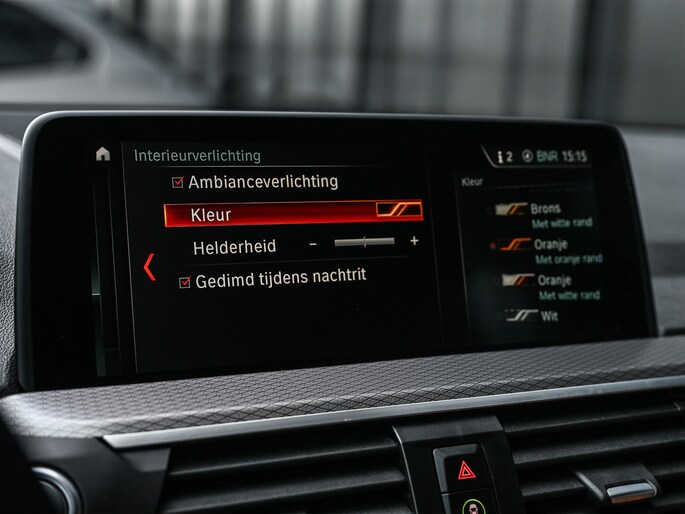 Interieurverlichting
Ambianceverlichting
Kleur
Helderheid - +
Gedimd tijdens nachtrit
2 BNR 15:15
Kleur
Brons
Met witte rand
Oranje
Met oranje rand
Oranje
Met witte rand
Wit